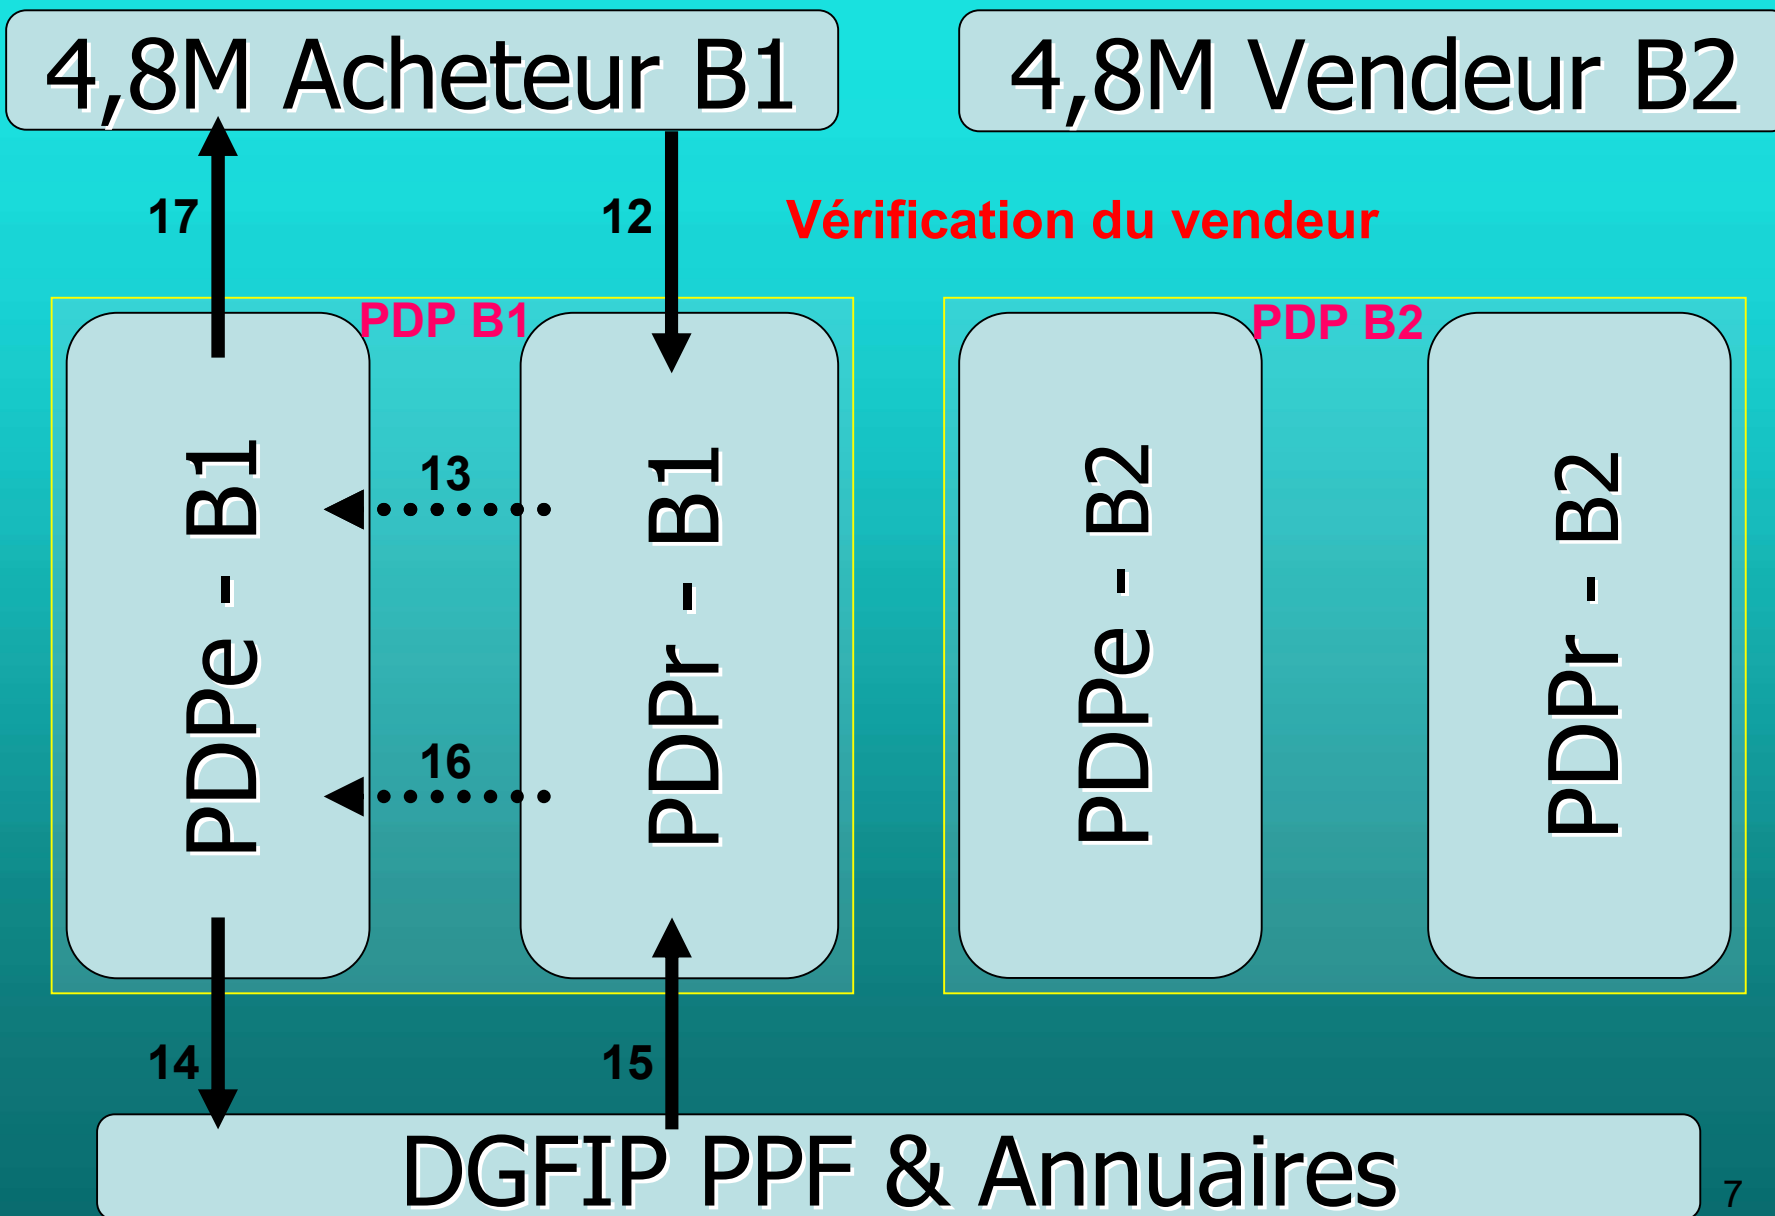 4,8M Acheteur B1
4,8M Vendeur B2
17
12
Vérification du vendeur
PDP B1
PDP B2
PDPe - B1
13
16
PDPr - B1
PDPe - B2
PDPr - B2
14
15
DGFIP PPF & Annuaires
7